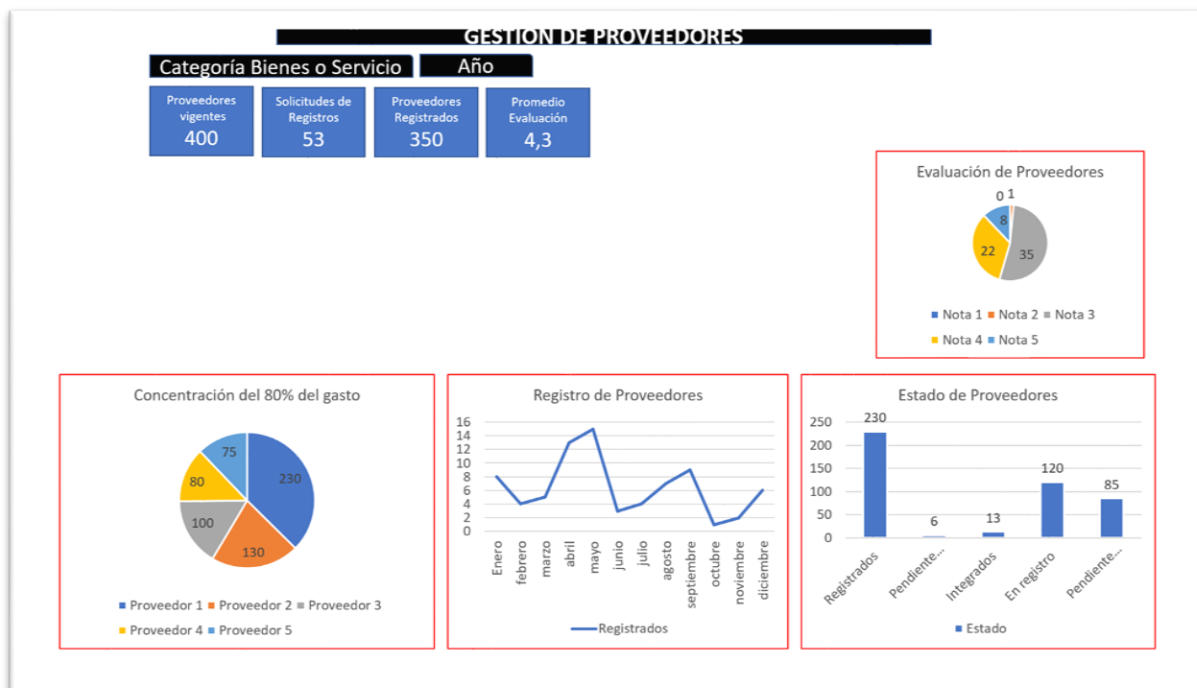 GESTION DE PROVEEDORES
Categoría Bienes o Servicio
Año
Proveedores
vigentes
400
Solicitudes de
Registros
53
Proveedores
Registrados
350
Promedio
Evaluación
4,3
Evaluación de Proveedores
0 1
8
22
35
Nota 1 Nota 2 Nota 3
Nota 4 Nota 5
Concentración del 80% del gasto
75
230
80
100
130
Proveedor 1 Proveedor 2 Proveedor 3
Proveedor 4 Proveedor 5
Registro de Proveedores
16
14
12
10
8
6
4
2
0
Enero
febrero
marzo
abril
mayo
junio
julio
agosto
septiembre
octubre
noviembre
diciembre
Registrados
Estado de Proveedores
250
200
150
100
50
0
230
6
13
120
85
Registrados
Pendiente...
Integrados
En registro
Pendiente...
Estado